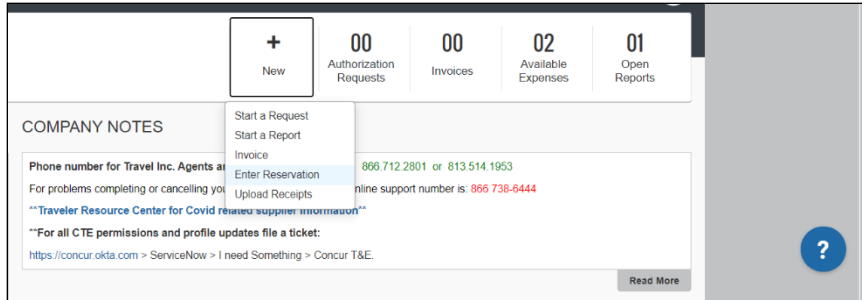 +
New
00
Authorization
Requests
00
Invoices
02
Available
Expenses
01
Open
Reports
Start a Request
Start a Report
Invoice
Enter Reservation
Upload Receipts
COMPANY NOTES
Phone number for Travel Inc. Agents 866.712.2801 or 813.514.1953
For problems completing or cancelling support number is: 866 738-6444
**Traveler Resource Center for Covid related supplier information**
**For all CTE permissions and profile updates file a ticket:
https://concur.okta.com > ServiceNow > I need Something > Concur T&E.
Read More
?